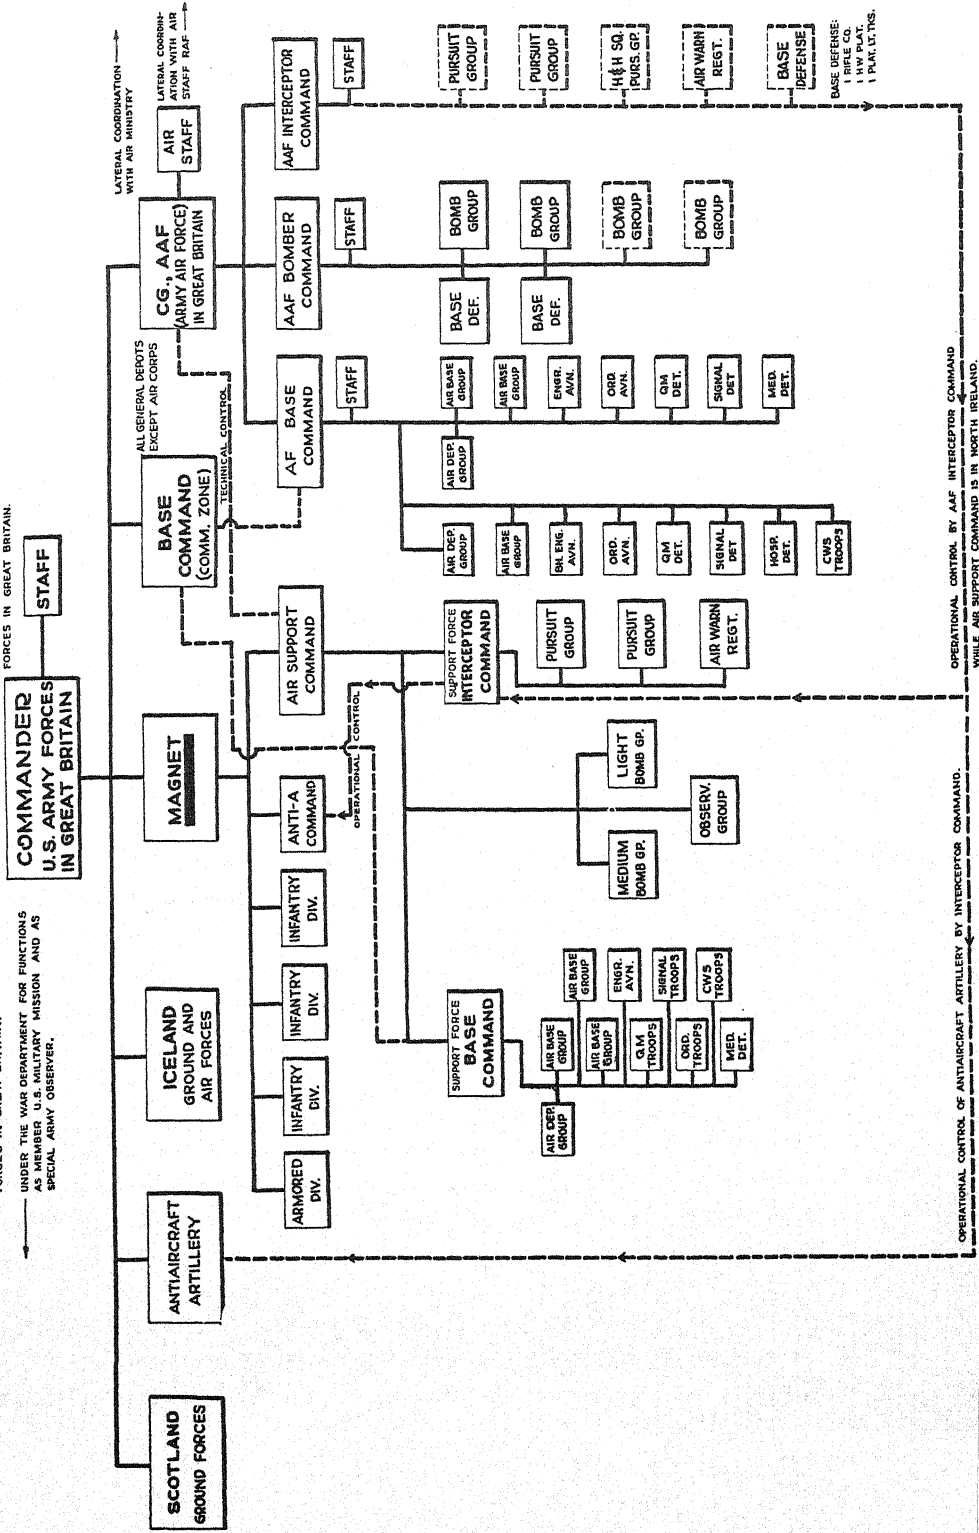 FORCES IN GREAT BRITAIN.
UNDER THE WAR DEPARTMENT FOR FUNCTIONS
AS MEMBER U.S. MILITARY MISSION AND AS
SPECIAL ARMY OBSERVER.
COMMANDER
U.S. ARMY FORCES
IN GREAT BRITAIN
STAFF
SCOTLAND
GROUND FORCES
ANTIAIRCRAFT
ARTILLERY
ICELAND
GROUND AND
AIR FORCES
MAGNET
BASE
COMMAND
(COMM. ZONE)
ALL GENERAL DEPOTS
EXCEPT AIR CORPS
CG., AAF
(ARMY AIR FORCE)
IN GREAT BRITAIN
AIR
STAFF
LATERAL COORDINATION
WITH AIR MINISTRY
LATERAL COORDIN-
ATION WITH AIR
STAFF RAF
TECHNICAL CONTROL
ARMORED
DIV.
INFANTRY
DIV.
INFANTRY
DIV.
INFANTRY
DIV.
ANTI-A
COMMAND
AIR SUPPORT
COMMAND
AF BASE
COMMAND
AAF BOMBER
COMMAND
AAF INTERCEPTOR
COMMAND
OPERATIONAL CONTROL
STAFF
STAFF
STAFF
SUPPORT FORCE
BASE
COMMAND
AIR DEP.
GROUP
AIR BASE
GROUP
AIR BASE
GROUP
AIR BASE
GROUP
ENGR.
AVN.
Q.M
TROOPS
SIGNAL
TROOPS
ORD.
TROOPS
CWS
TROOPS
MED.
DET.
MEDIUM
BOMB GP.
LIGHT
BOMB GP.
OBSERV.
GROUP
SUPPORT FORCE
INTERCEPTOR
COMMAND
PURSUIT
GROUP
PURSUIT
GROUP
AIR WARN
REGT.
AIR DEP.
GROUP
AIR BASE
GROUP
BN. ENG.
AVN.
ORD.
AVN.
QM
DET.
SIGNAL
DET
HOSP.
DET.
CWS
TROOPS
AIR DEP.
GROUP
AIR BASE
GROUP
AIR BASE
GROUP
ENGR.
AVN.
ORD.
AVN.
QM
DET.
SIGNAL
DET
MED.
DET.
BASE
DEF.
BOMB
GROUP
BASE
DEF.
BOMB
GROUP
BOMB
GROUP
BOMB
GROUP
PURSUIT
GROUP
PURSUIT
GROUP
H&H SQ.
PURS. GP.
AIR WARN
REGT.
BASE
DEFENSE
BASE DEFENSE:
1 RIFLE CO.
1 HW PLAT.
1 PLAT. LT. TKS.
OPERATIONAL CONTROL OF ANTIAIRCRAFT ARTILLERY BY INTERCEPTOR COMMAND.
OPERATIONAL CONTROL BY AAF INTERCEPTOR COMMAND
WHILE AIR SUPPORT COMMAND IS IN NORTH IRELAND.